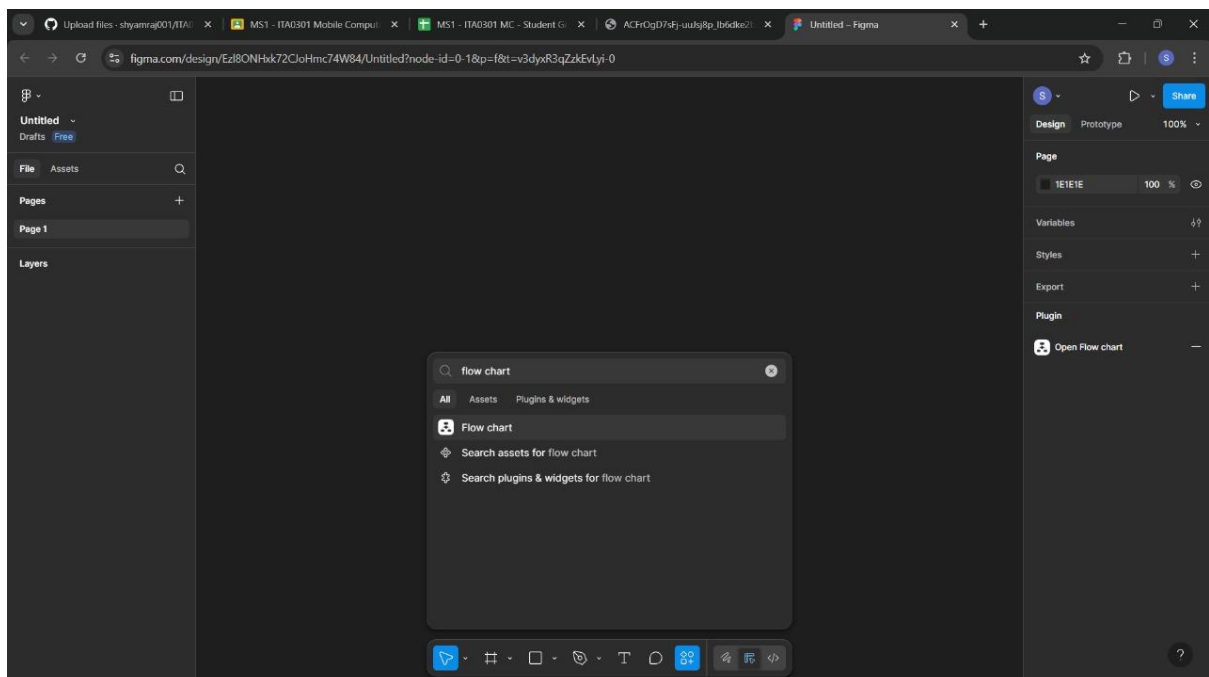 Upload files · shyamraj001/ITA0
MS1 - ITA0301 Mobile Comput
MS1 - ITA0301 MC - Student Gi
Untitled – Figma
figma.com/design/EzI8ONHxk72CJoHmc74W84/Untitled?node-id=0-1&p=f&t=v3dyxR3qZzkEvLyi-0
S
Untitled
Drafts Free
File Assets
Pages
Page 1
Layers
flow chart
All Assets Plugins & widgets
Flow chart
Search assets for flow chart
Search plugins & widgets for flow chart
S
Share
Design Prototype 100%
Page
1E1E1E 100 %
Variables
Styles
Export
Plugin
Open Flow chart
?